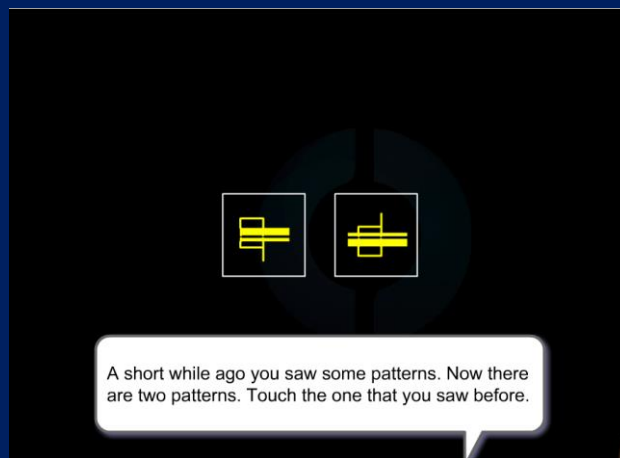 A short while ago you saw some patterns. Now there
are two patterns. Touch the one that you saw before.